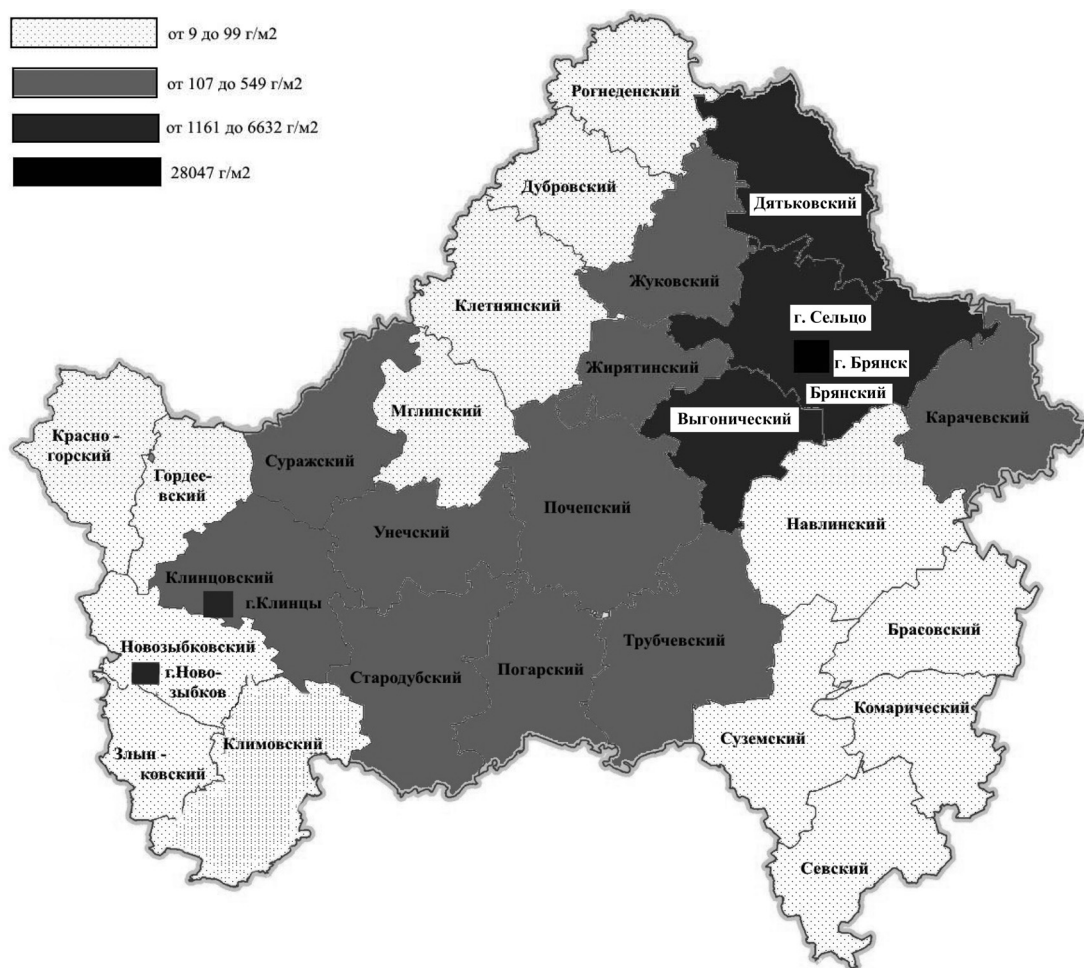 от 9 до 99 г/м2
от 107 до 549 г/м2
от 1161 до 6632 г/м2
28047 г/м2
Рогнеденский
Дубровский
Дятьковский
Жуковский
Клетнянский
г. Сельцо
Жирятинский
г. Брянск
Брянский
Мглинский
Выгонический
Карачевский
Красно -
горский
Суражский
Гордее-
вский
Почепский
Навлинский
Унечский
Клинцовский
г.Клинцы
Брасовский
Новозыбковский
Трубчевский
г.Ново-
зыбков
Стародубский
Погарский
Комарический
Суземский
Климовский
Злын -
ковский
Севский